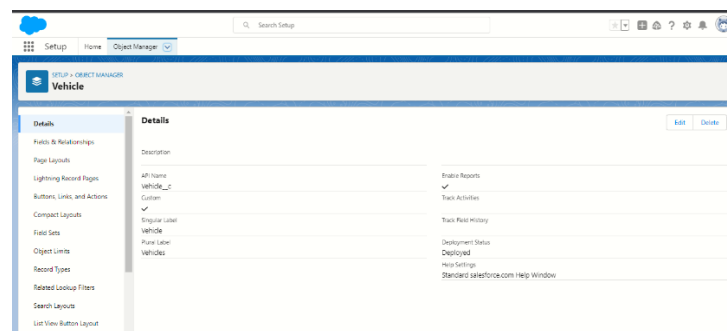 Search Setup
Setup Home Object Manager
SETUP > OBJECT MANAGER
Vehicle
Details
Fields & Relationships
Page Layouts
Lightning Record Pages
Buttons, Links, and Actions
Compact Layouts
Field Sets
Object Limits
Record Types
Related Lookup Filters
Search Layouts
List View Button Layout
Details
Edit Delete
Description
API Name
Vehicle__c
Custom
Singular Label
Vehicle
Plural Label
Vehicles
Enable Reports
Track Activities
Track Field History
Deployment Status
Deployed
Help Settings
Standard salesforce.com Help Window